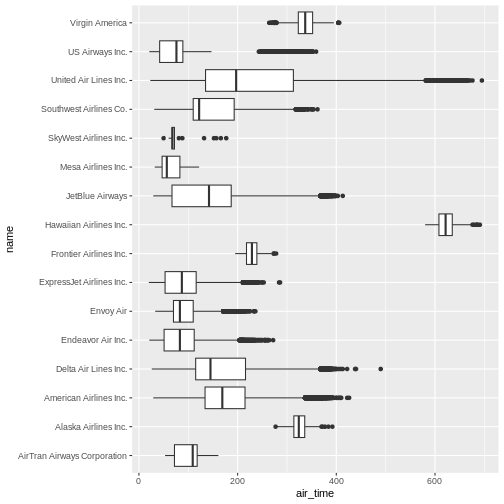 Virgin America
US Airways Inc.
United Air Lines Inc.
Southwest Airlines Co.
SkyWest Airlines Inc.
Mesa Airlines Inc.
JetBlue Airways
Hawaiian Airlines Inc.
Frontier Airlines Inc.
ExpressJet Airlines Inc.
Envoy Air
Endeavor Air Inc.
Delta Air Lines Inc.
American Airlines Inc.
Alaska Airlines Inc.
AirTran Airways Corporation
name
0 200 400 600
air_time